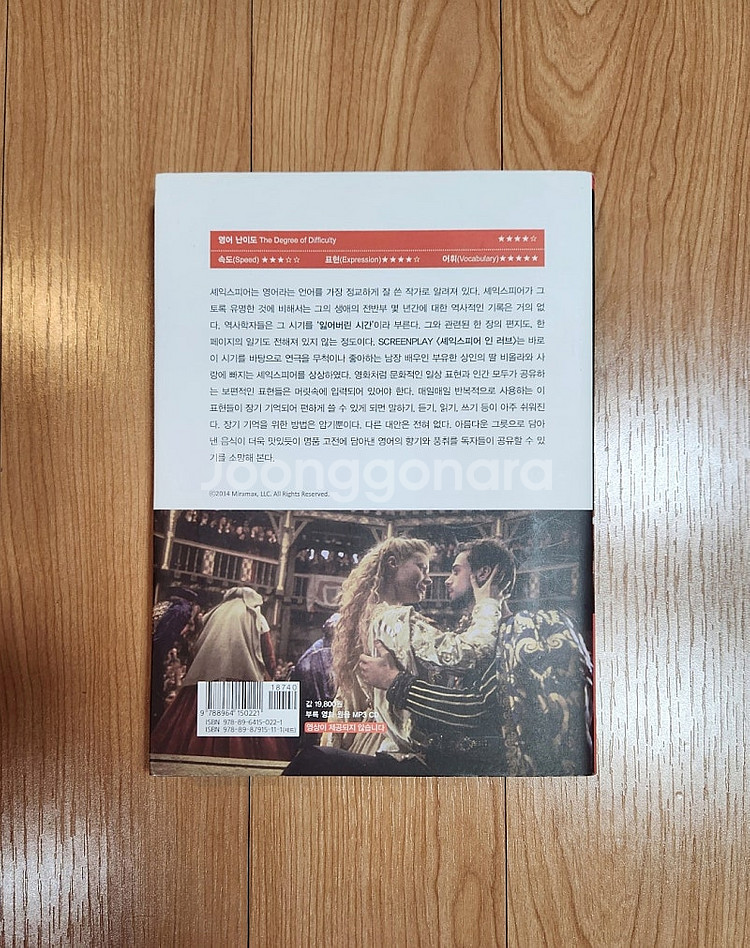 영어 난이도 The Degree of Difficulty ★★★★☆
속도(Speed) ★★★☆☆ 표현(Expression)★★★★☆ 어휘(Vocabulary)★★★★★
셰익스피어는 영어라는 언어를 가장 정교하게 잘 쓴 작가로 알려져 있다. 셰익스피어가 그
토록 유명한 것에 비해서는 그의 생애의 전반부 몇 년간에 대한 역사적인 기록은 거의 없
다. 역사학자들은 그 시기를 '잃어버린 시간'이라 부른다. 그와 관련된 한 장의 편지도, 한
페이지의 일기도 전해져 있지 않는 정도이다. SCREENPLAY 〈셰익스피어 인 러브〉는 바로
이 시기를 바탕으로 연극을 무척이나 좋아하는 남장 배우인 부유한 상인의 딸 비올라와 사
랑에 빠지는 셰익스피어를 상상하였다. 영화처럼 문화적인 일상 표현과 인간 모두가 공유하
는 보편적인 표현들은 머릿속에 입력되어 있어야 한다. 매일매일 반복적으로 사용하는 이
표현들이 장기 기억되어 편하게 쓸 수 있게 되면 말하기, 듣기, 읽기, 쓰기 등이 아주 쉬워진
다. 장기 기억을 위한 방법은 암기뿐이다. 다른 대안은 전혀 없다. 아름다운 그릇으로 담아
낸 음식이 더욱 맛있듯이 명품 고전에 담아낸 영어의 향기와 풍취를 독자들이 공유할 수 있
기를 소망해 본다.
joonggonara
©2014 Miramax, LLC. All Rights Reserved.
18740
9 788964 150221
ISBN 978-89-6415-022-1
ISBN 978-89-87915-11-1(세트)
값 19,800원
부록 영화 원음 MP3 CD
영상이 제공되지 않습니다